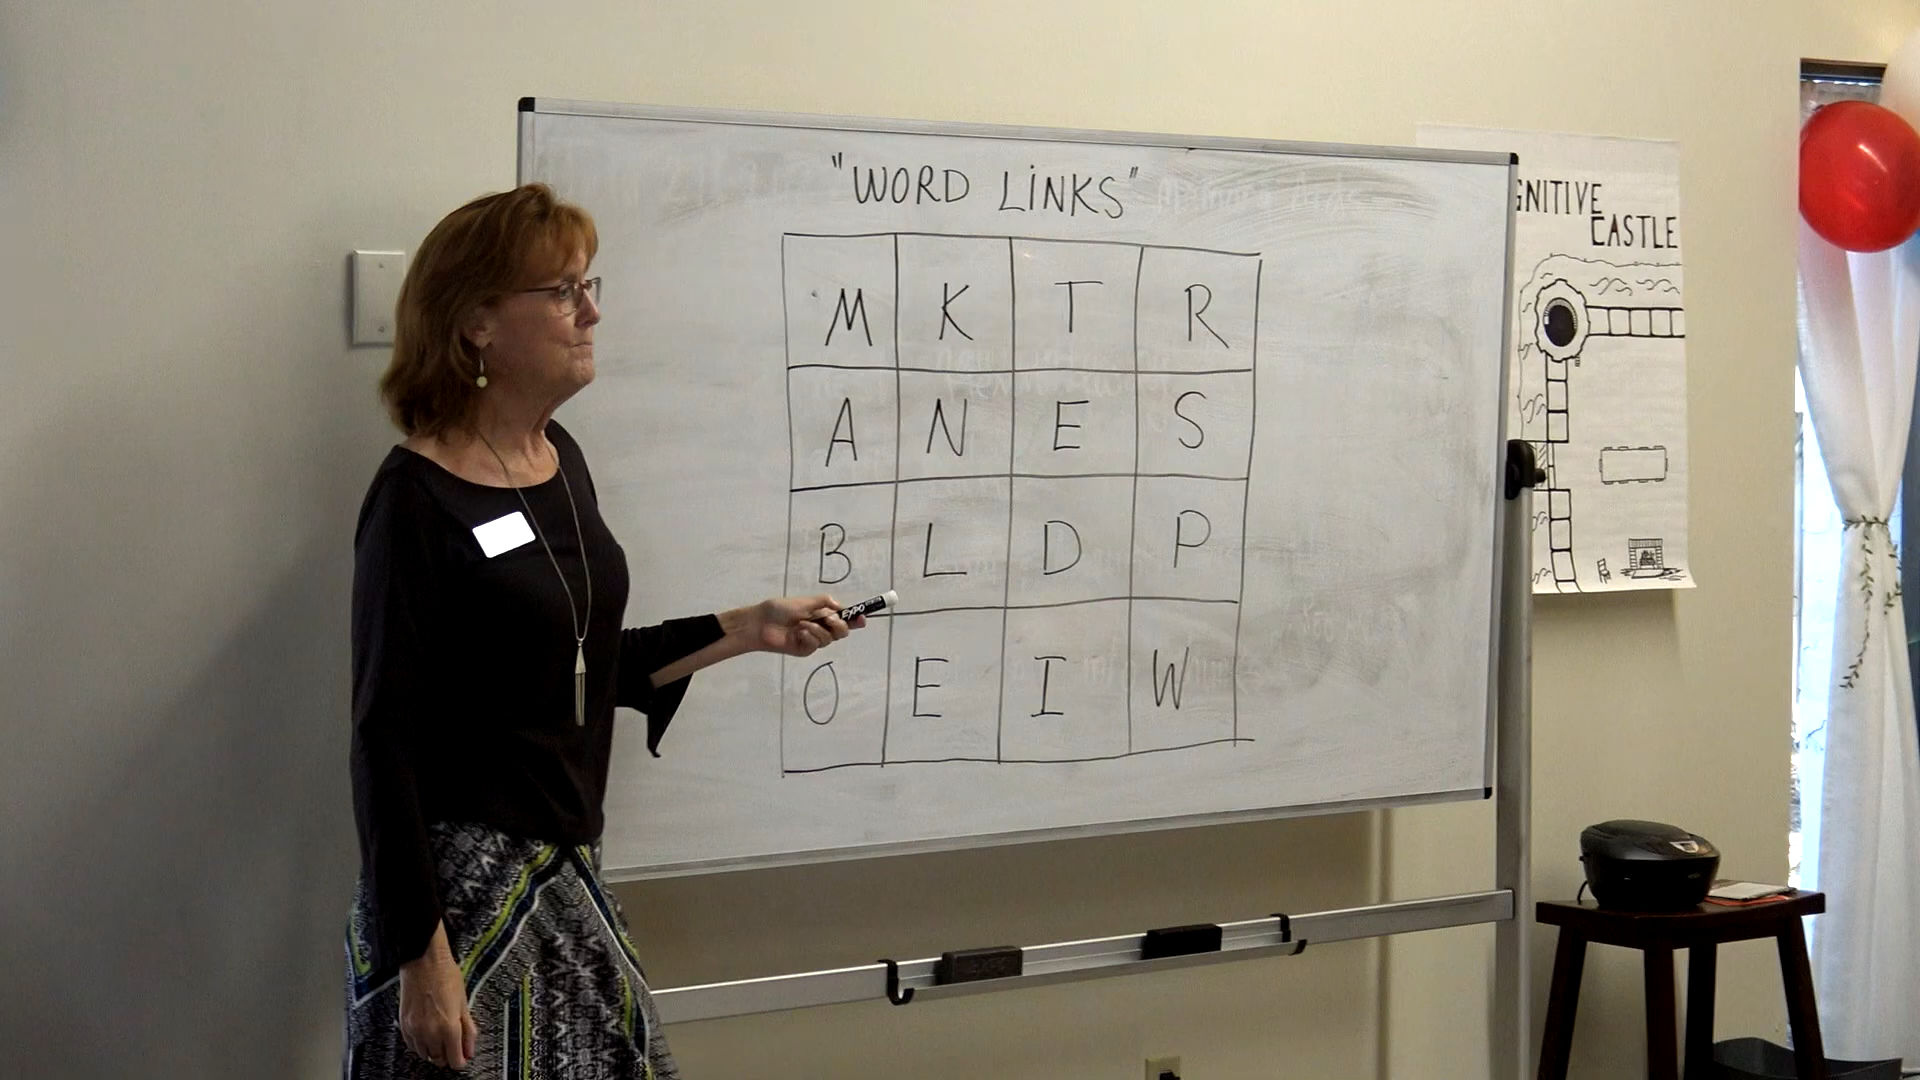 "WORD LINKS"
M K T R
A N E S
B L D P
O E I W
EXPO
GNITIVE
CASTLE